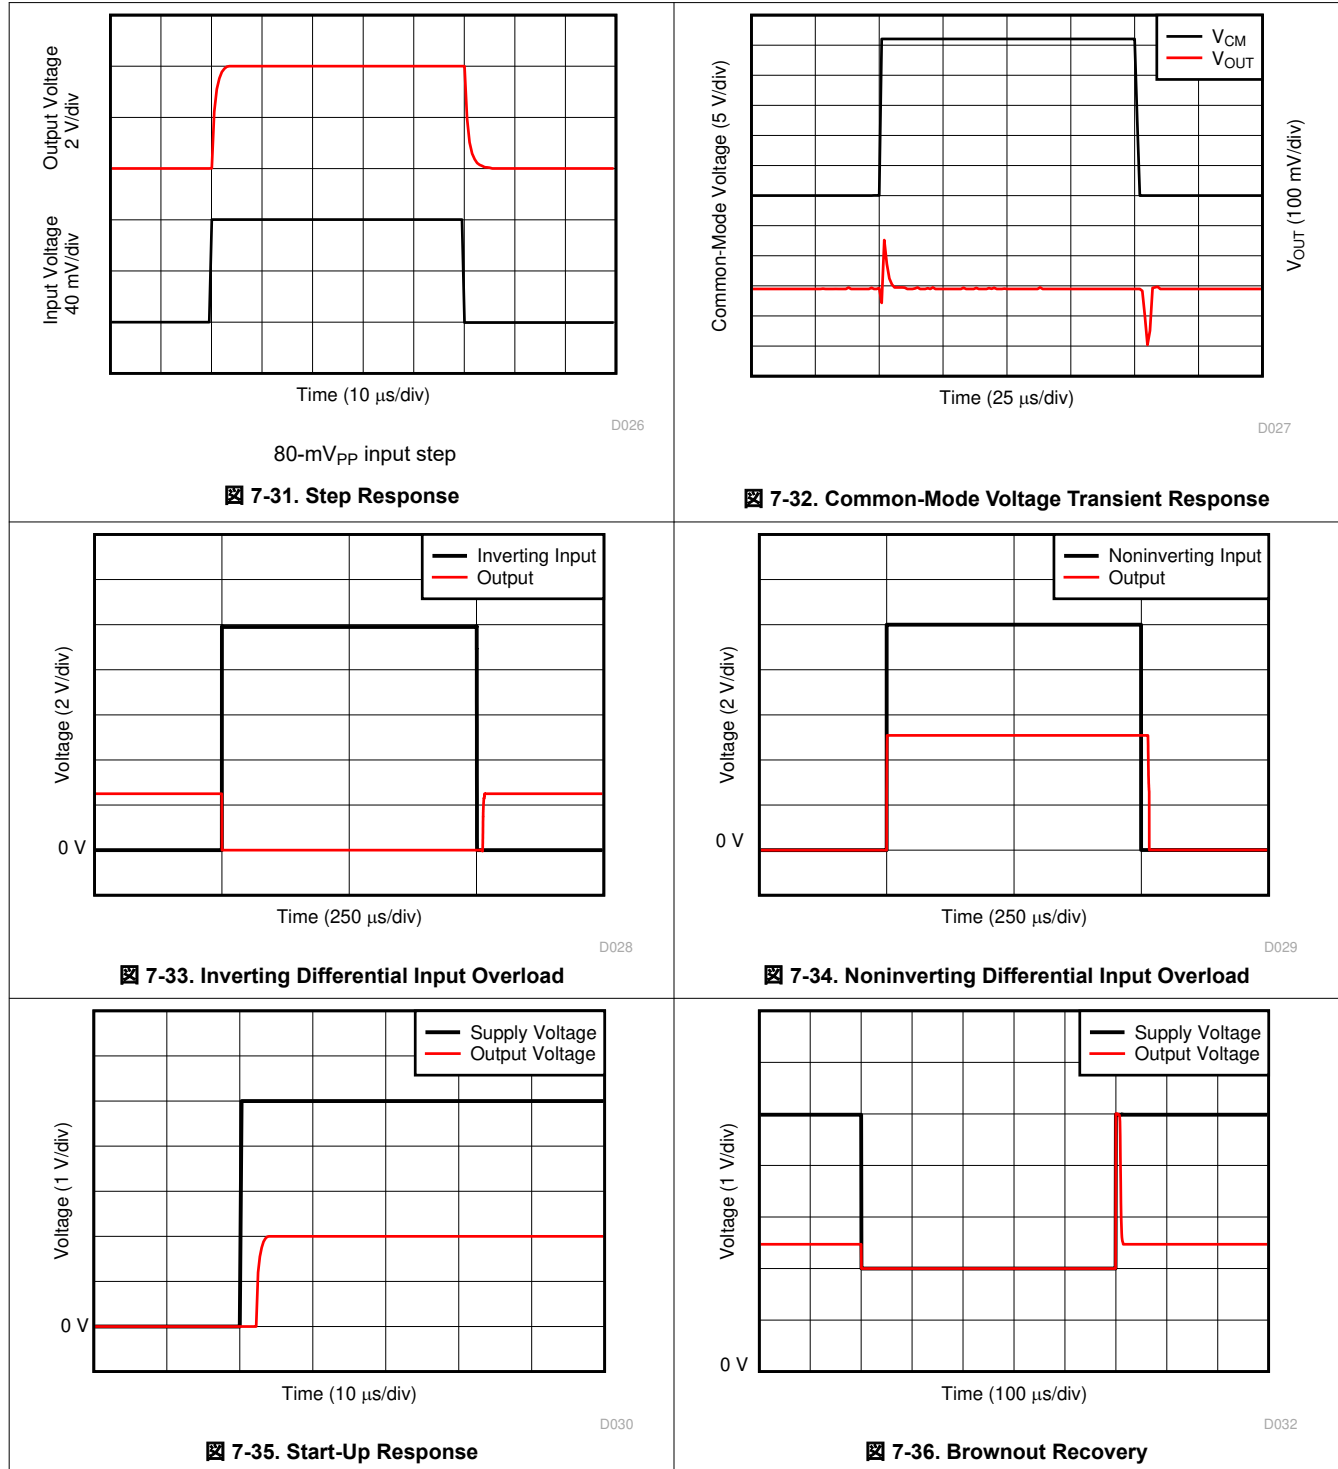 Output Voltage
2 V/div
Input Voltage
40 mV/div
Time (10 μs/div)
D026
80-mVPP input step
図 7-31. Step Response
VCM
VOUT
Common-Mode Voltage (5 V/div)
VOUT (100 mV/div)
Time (25 μs/div)
D027
図 7-32. Common-Mode Voltage Transient Response
Inverting Input
Output
Voltage (2 V/div)
0 V
Time (250 μs/div)
D028
図 7-33. Inverting Differential Input Overload
Noninverting Input
Output
Voltage (2 V/div)
0 V
Time (250 μs/div)
D029
図 7-34. Noninverting Differential Input Overload
Supply Voltage
Output Voltage
Voltage (1 V/div)
0 V
Time (10 μs/div)
D030
図 7-35. Start-Up Response
Supply Voltage
Output Voltage
Voltage (1 V/div)
0 V
Time (100 μs/div)
D032
図 7-36. Brownout Recovery